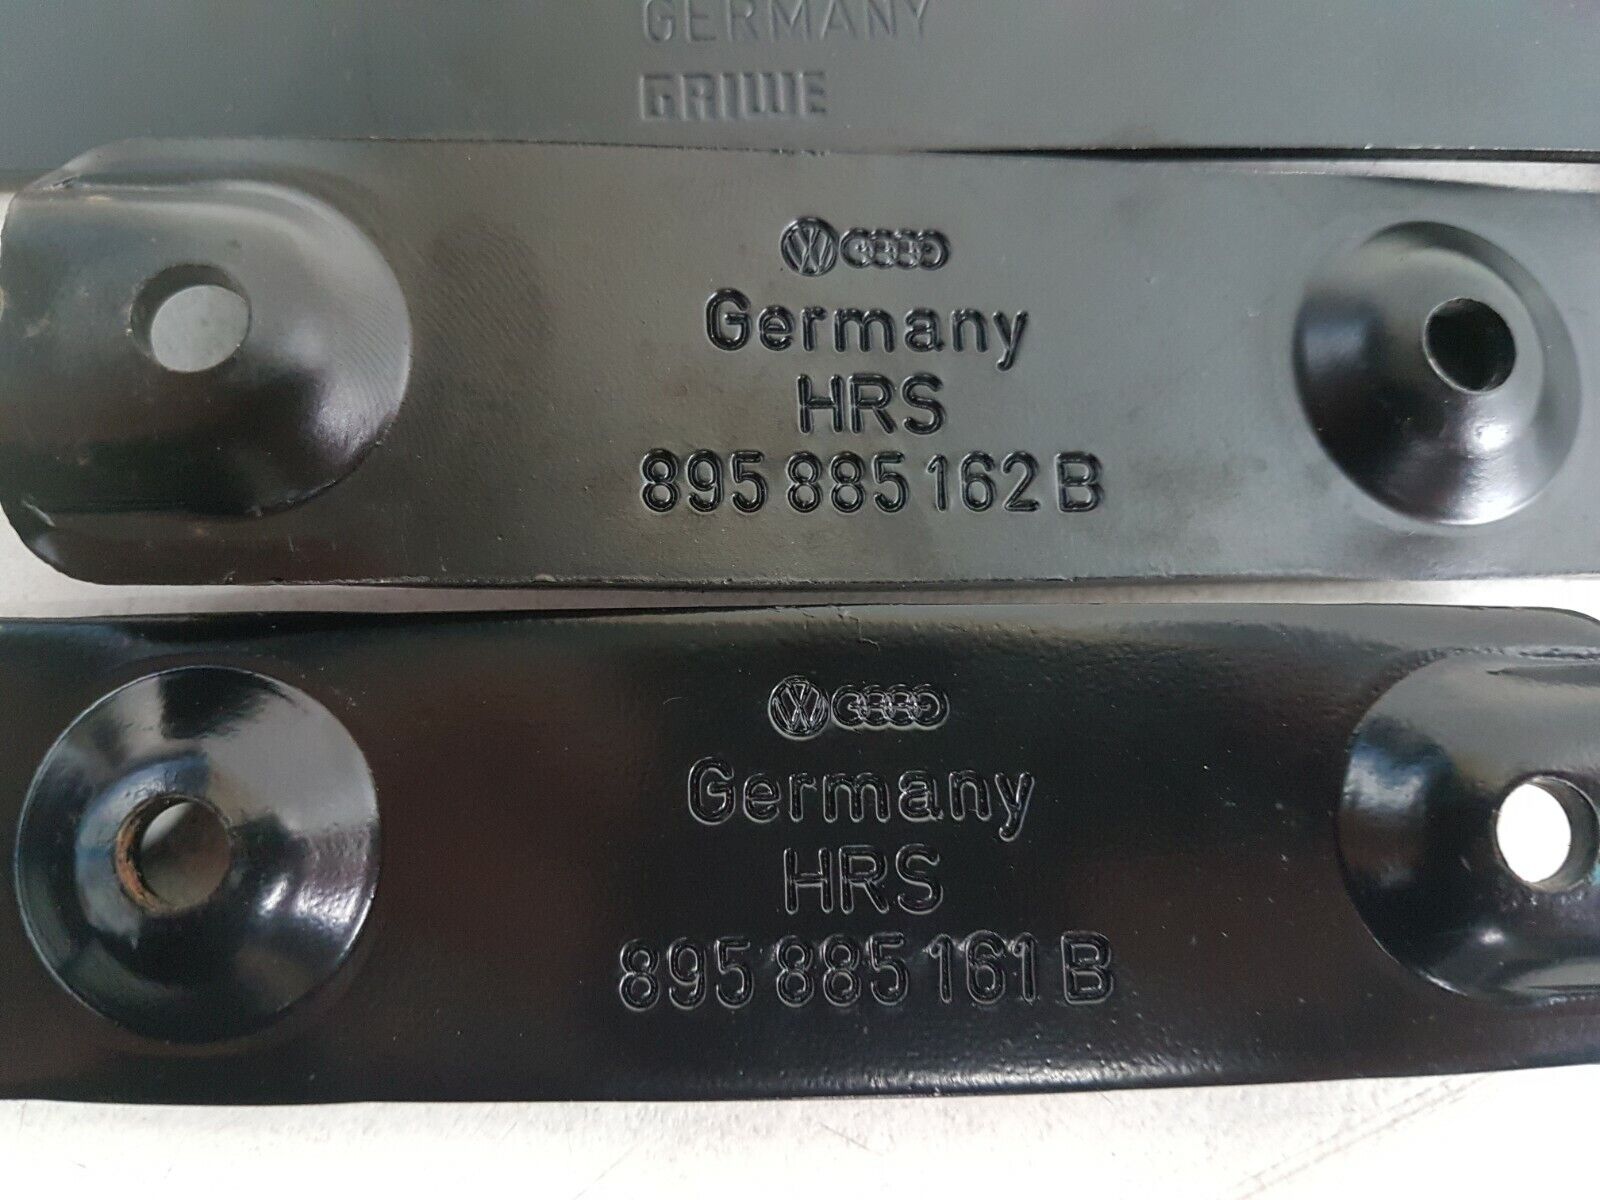 GERMANY
GRIWE
Germany
HRS
895 885 162 B
Germany
HRS
895 885 161 B